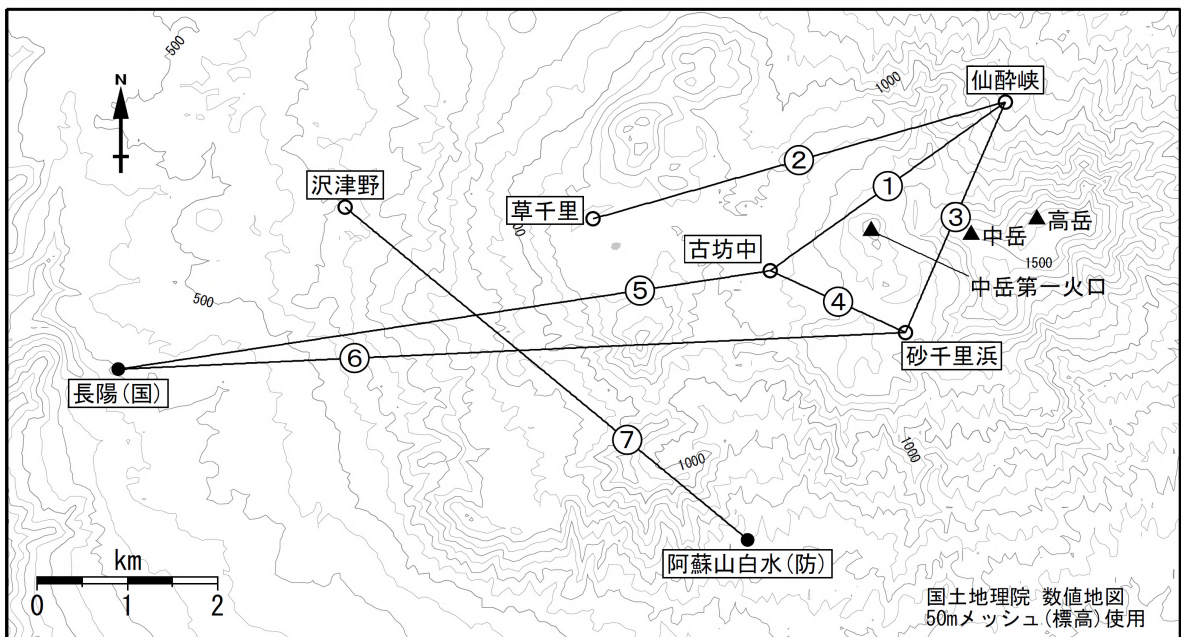 500
N
1000
仙酔峡
②
沢津野
①
草千里
00
③
高岳
中岳
古坊中
1500
中岳第一火口
⑤
④
500
⑥
砂千里浜
長陽(国)
⑦
1000
1000
阿蘇山白水(防)
km
0 1 2
国土地理院 数値地図
50mメッシュ(標高)使用